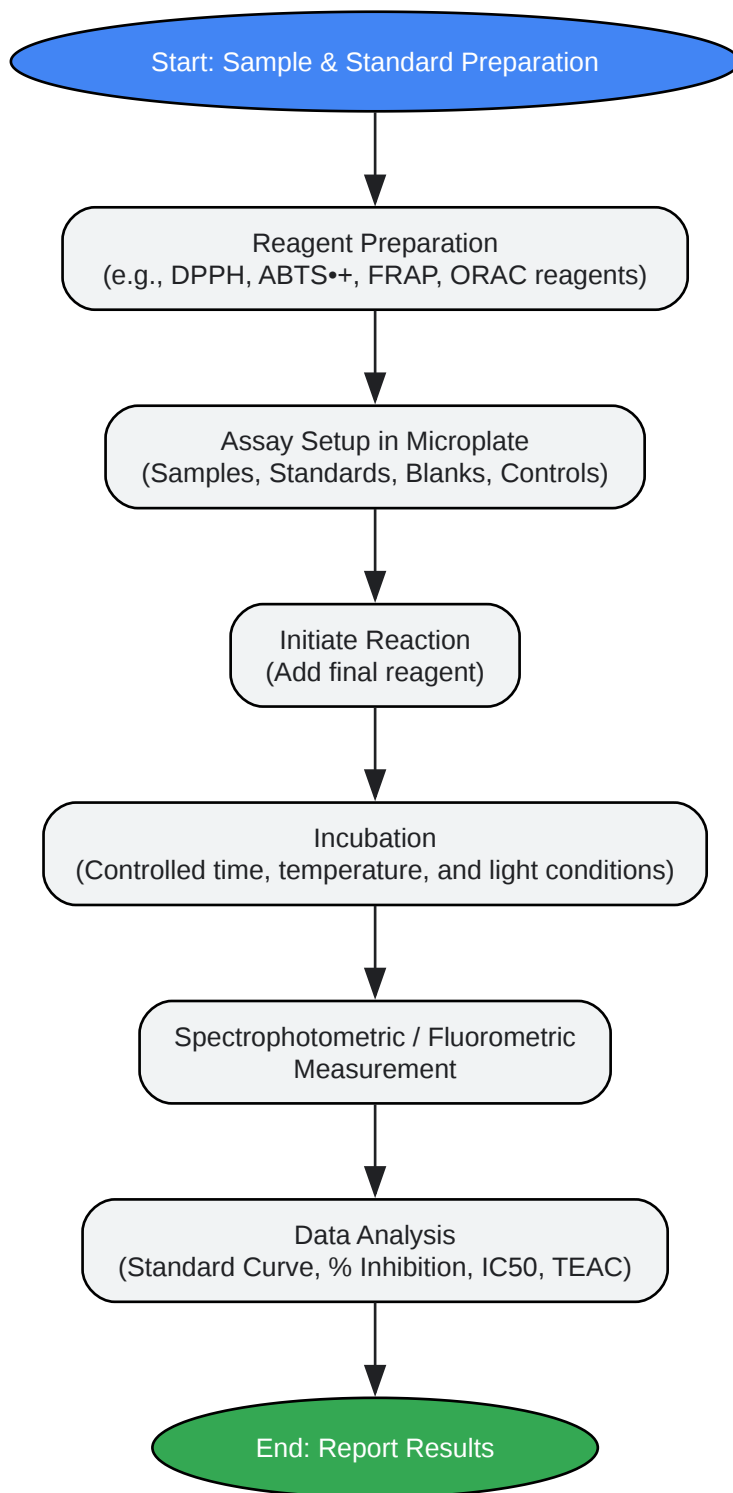 Start: Sample & Standard Preparation
Reagent Preparation
(e.g., DPPH, ABTS•+, FRAP, ORAC reagents)
Assay Setup in Microplate
(Samples, Standards, Blanks, Controls)
Initiate Reaction
(Add final reagent)
Incubation
(Controlled time, temperature, and light conditions)
Spectrophotometric / Fluorometric
Measurement
Data Analysis
(Standard Curve, % Inhibition, IC50, TEAC)
End: Report Results